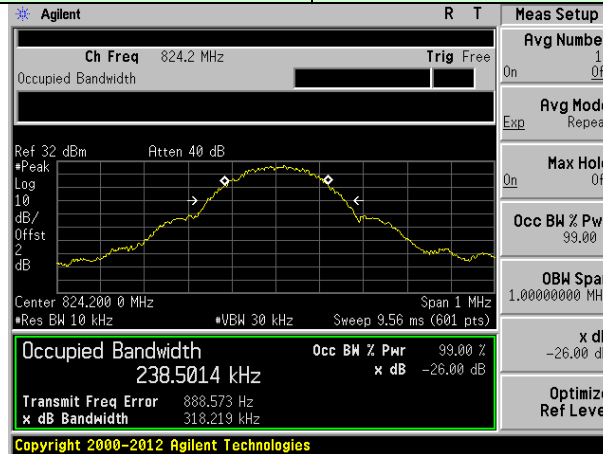 Agilent R T
Meas Setup
Ch Freq 824.2 MHz Trig Free
Occupied Bandwidth
Ref 32 dBm Atten 40 dB
#Peak
Log
10
dB/
Offst
2
dB
Center 824.200 0 MHz Span 1 MHz
#Res BW 10 kHz #VBW 30 kHz Sweep 9.56 ms (601 pts)
Occupied Bandwidth Occ BW % Pwr 99.00 %
238.5014 kHz x dB -26.00 dB
Transmit Freq Error 888.573 Hz
x dB Bandwidth 318.219 kHz
Copyright 2000-2012 Agilent Technologies
Avg Numbe
1
On Of
Avg Mod
Exp Repea
Max Hol
On Of
Occ BW % Pw
99.00
OBW Spa
1.00000000 MH
x d
-26.00 d
Optimiz
Ref Leve